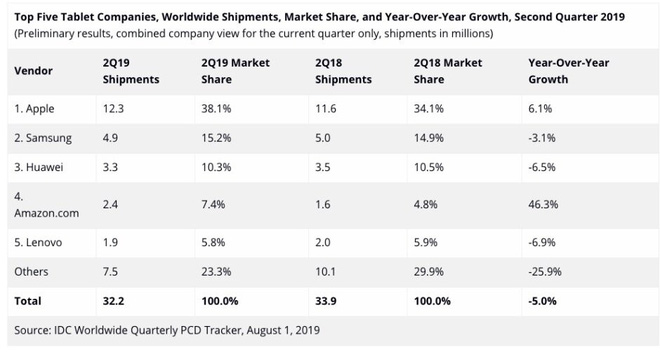 Top Five Tablet Companies, Worldwide Shipments, Market Share, and Year-Over-Year Growth, Second Quarter 2019
(Preliminary results, combined company view for the current quarter only, shipments in millions)
Vendor 2Q19 Shipments 2Q19 Market Share 2Q18 Shipments 2Q18 Market Share Year-Over-Year Growth
1. Apple 12.3 38.1% 11.6 34.1% 6.1%
2. Samsung 4.9 15.2% 5.0 14.9% -3.1%
3. Huawei 3.3 10.3% 3.5 10.5% -6.5%
4. Amazon.com 2.4 7.4% 1.6 4.8% 46.3%
5. Lenovo 1.9 5.8% 2.0 5.9% -6.9%
Others 7.5 23.3% 10.1 29.9% -25.9%
Total 32.2 100.0% 33.9 100.0% -5.0%
Source: IDC Worldwide Quarterly PCD Tracker, August 1, 2019